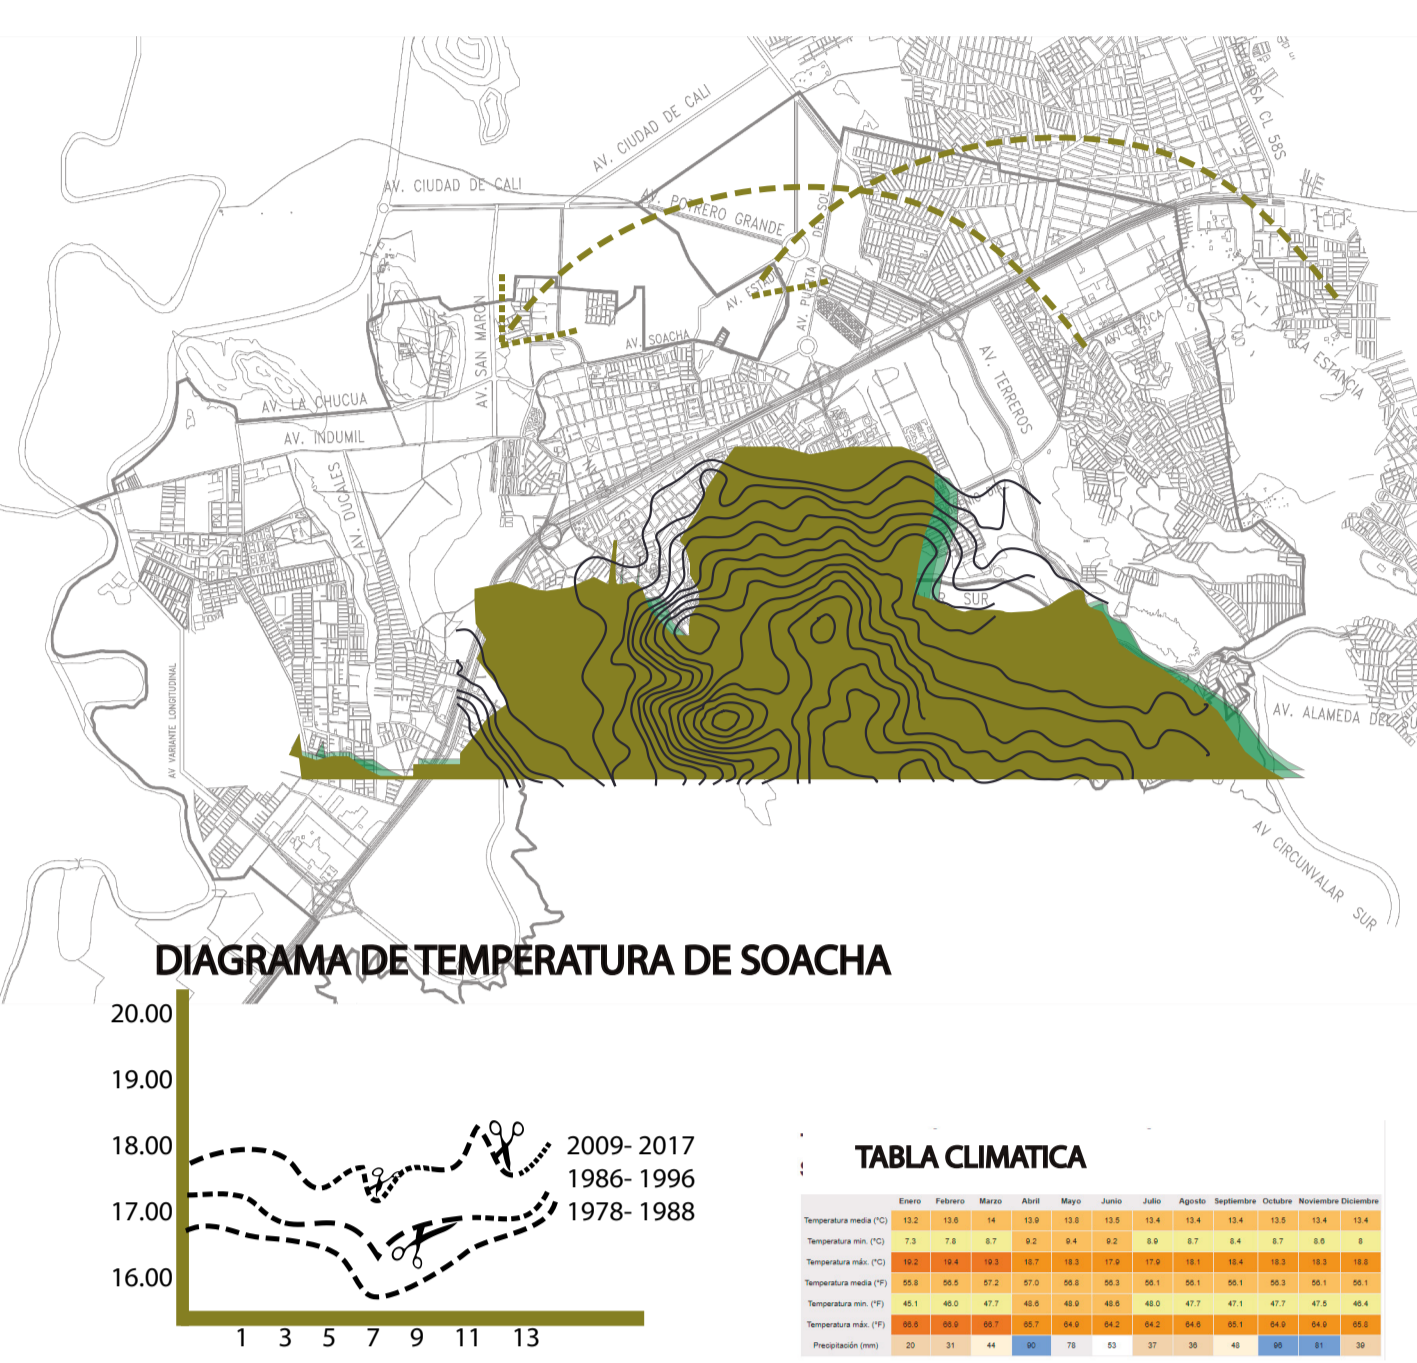 AV. CIUDAD DE CALI
BOSA CL 58S
AV. CIUDAD DE CALI
AV. POTRERO GRANDE
DEL SOL
AV. ESTADIO
AV. PUERTA
V-1
AV. SAN MARON
AV. SOACHA
LA ESTANCIA
AV. TERREROS
AV. LA CHUCUA
AV. INDUMIL
AV. DUCALES
SUR
AV VARIANTE LONGITUDINAL
AV. ALAMEDA DEL
AV CIRCUNVALAR SUR
DIAGRAMA DE TEMPERATURA DE SOACHA
20.00
19.00
18.00
17.00
16.00
2009- 2017
1986- 1996
1978- 1988
1 3 5 7 9 11 13
TABLA CLIMATICA
Enero Febrero Marzo Abril Mayo Junio Julio Agosto Septiembre Octubre Noviembre Diciembre
Temperatura media (°C) 13.2 13.6 14 13.9 13.8 13.5 13.4 13.4 13.4 13.5 13.4 13.4
Temperatura min. (°C) 7.3 7.8 8.7 9.2 9.4 9.2 8.9 8.7 8.4 8.7 8.6 8
Temperatura máx. (°C) 19.2 19.4 19.3 18.7 18.3 17.9 17.9 18.1 18.4 18.3 18.3 18.8
Temperatura media (°F) 55.8 56.5 57.2 57.0 56.8 56.3 56.1 56.1 56.1 56.3 56.1 56.1
Temperatura min. (°F) 45.1 46.0 47.7 48.6 48.9 48.6 48.0 47.7 47.1 47.7 47.5 46.4
Temperatura máx. (°F) 66.6 66.9 66.7 65.7 64.9 64.2 64.2 64.6 65.1 64.9 64.9 65.8
Precipitación (mm) 20 31 44 90 78 53 37 36 48 96 81 39